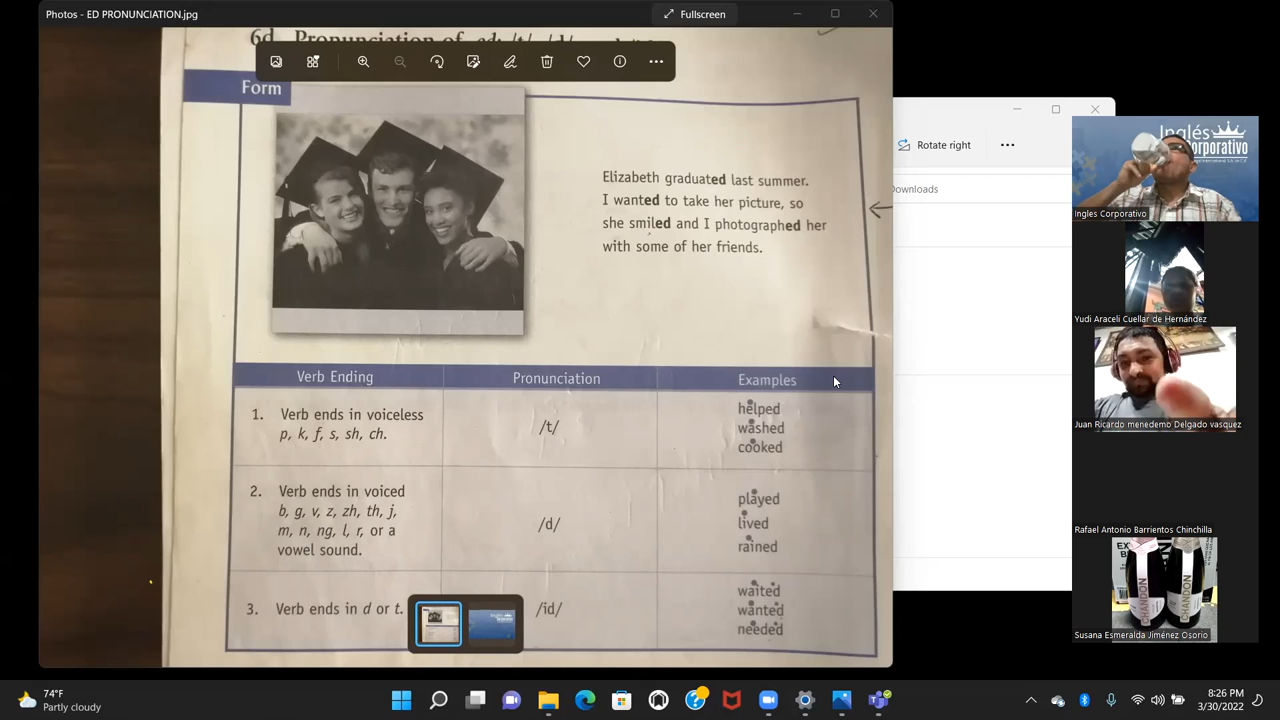 Photos - ED PRONUNCIATION.jpg
Fullscreen
6d Pronunciation of
Form
Elizabeth graduated last summer.
I wanted to take her picture, so
she smiled and I photographed her
with some of her friends.
Verb Ending
Pronunciation
Examples
1. Verb ends in voiceless
p, k, f, s, sh, ch.
/t/
helped
washed
cooked
2. Verb ends in voiced
b, g, v, z, zh, th, j,
m, n, ng, l, r, or a
vowel sound.
/d/
played
lived
rained
3. Verb ends in d or t.
/id/
waited
wanted
needed
Rotate right
Downloads
Inglés
Corporativo
Ingles Corporativo
Yudi Araceli Cuellar de Hernández
Juan Ricardo menedemo Delgado vasquez
Rafael Antonio Barrientos Chinchilla
CHANDON
CHANDON
Susana Esmeralda Jiménez Osorio
74°F
Partly cloudy
8:26 PM
3/30/2022